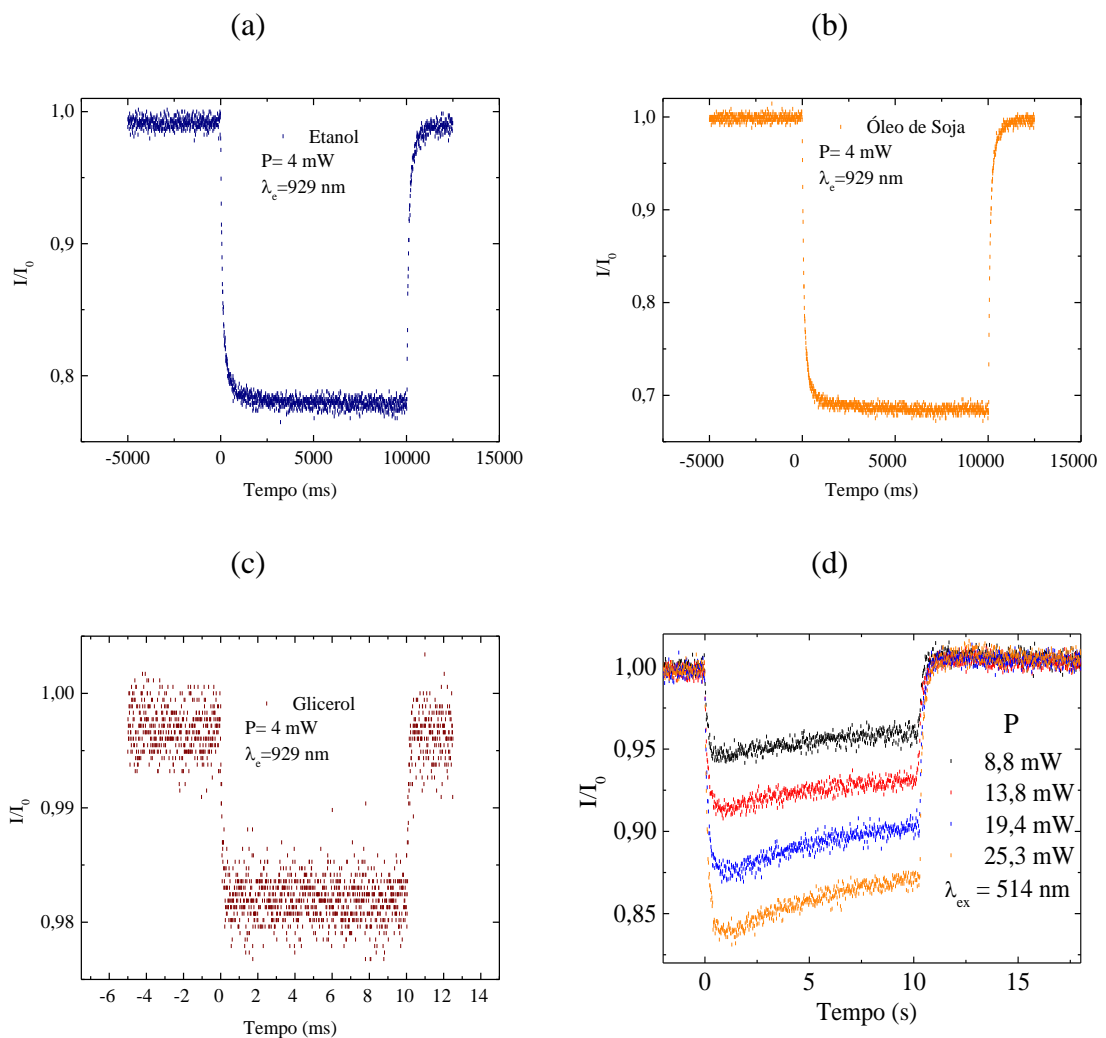 (a)
1,0
0,9
0,8
I/I0
Etanol
P= 4 mW
λe=929 nm
-5000 0 5000 10000 15000
Tempo (ms)
(b)
1,0
0,9
0,8
0,7
I/I0
Óleo de Soja
P= 4 mW
λe=929 nm
-5000 0 5000 10000 15000
Tempo (ms)
(c)
1,00
0,99
0,98
I/I0
Glicerol
P= 4 mW
λe=929 nm
-6 -4 -2 0 2 4 6 8 10 12 14
Tempo (ms)
(d)
1,00
0,95
0,90
0,85
I/I0
P
8,8 mW
13,8 mW
19,4 mW
25,3 mW
λex = 514 nm
0 5 10 15
Tempo (s)